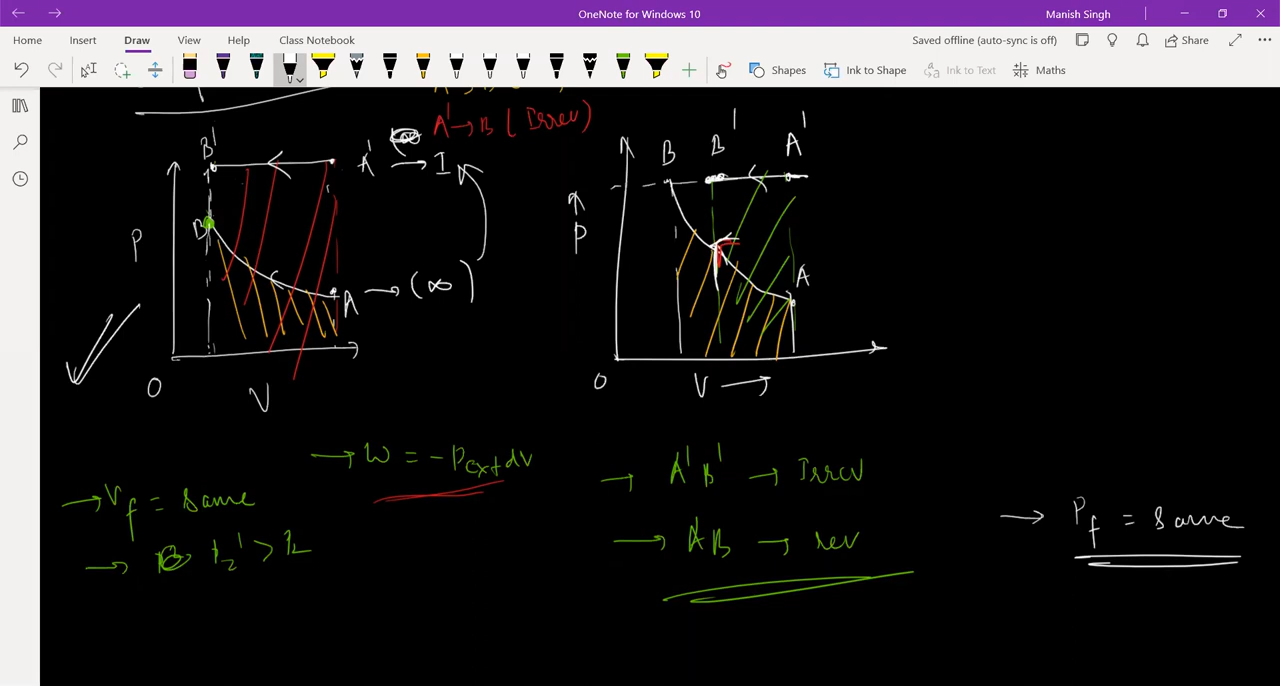 OneNote for Windows 10
Manish Singh
Home Insert Draw View Help Class Notebook
Saved offline (auto-sync is off) Share
Shapes Ink to Shape Ink to Text Maths
A' → B (Irrev)
B' A' → I
P B A → (∞)
O V
B B' A'
P A
O V →
→ W = - Pext dv
→ Vf = same
→ A'B' → Irrev
→ AB → rev
→ Pf = same